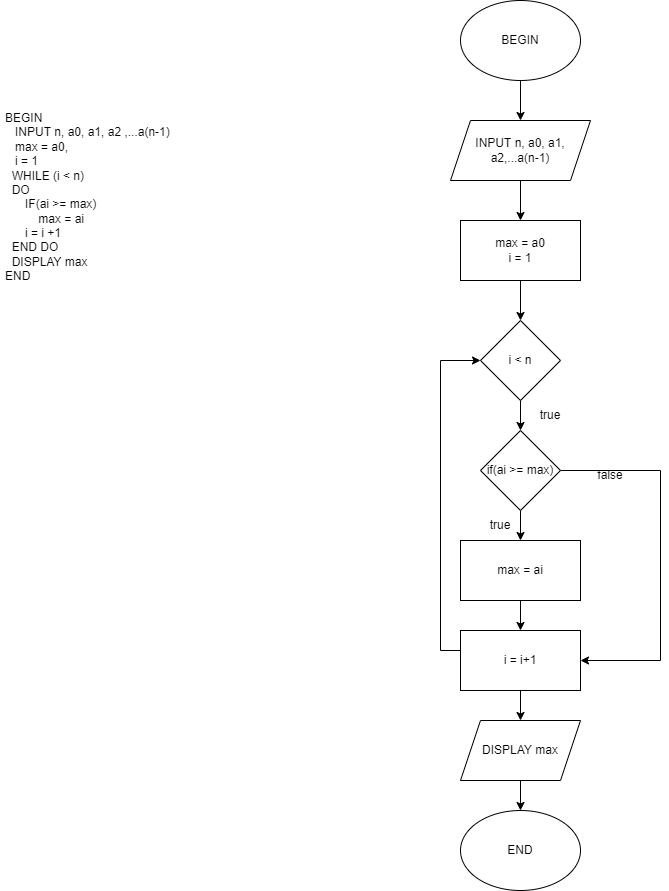 BEGIN
INPUT n, a0, a1, a2 ,...a(n-1)
max = a0,
i = 1
WHILE (i < n)
DO
IF(ai >= max)
max = ai
i = i +1
END DO
DISPLAY max
END
BEGIN
INPUT n, a0, a1,
a2,...a(n-1)
max = a0
i = 1
i < n
true
if(ai >= max)
false
true
max = ai
i = i+1
DISPLAY max
END